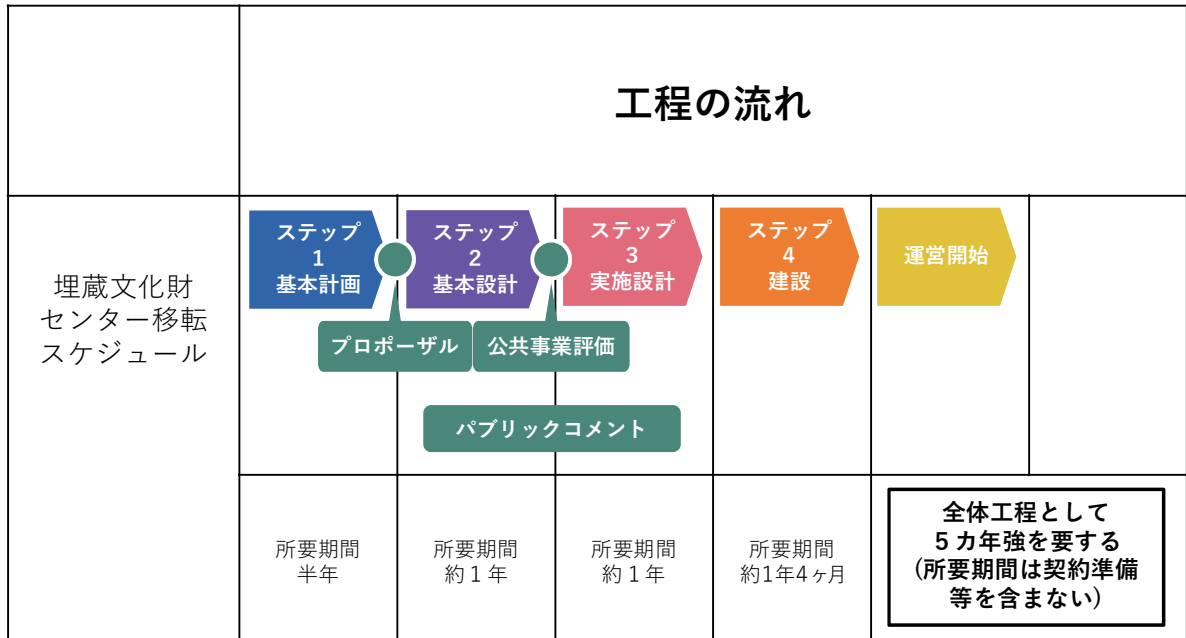 工程の流れ
埋蔵文化財
センター移転
スケジュール
ステップ
1
基本計画
ステップ
2
基本設計
ステップ
3
実施設計
ステップ
4
建設
運営開始
プロポーザル
公共事業評価
パブリックコメント
所要期間
半年
所要期間
約１年
所要期間
約１年
所要期間
約1年4ヶ月
全体工程として
５カ年強を要する
(所要期間は契約準備
等を含まない)